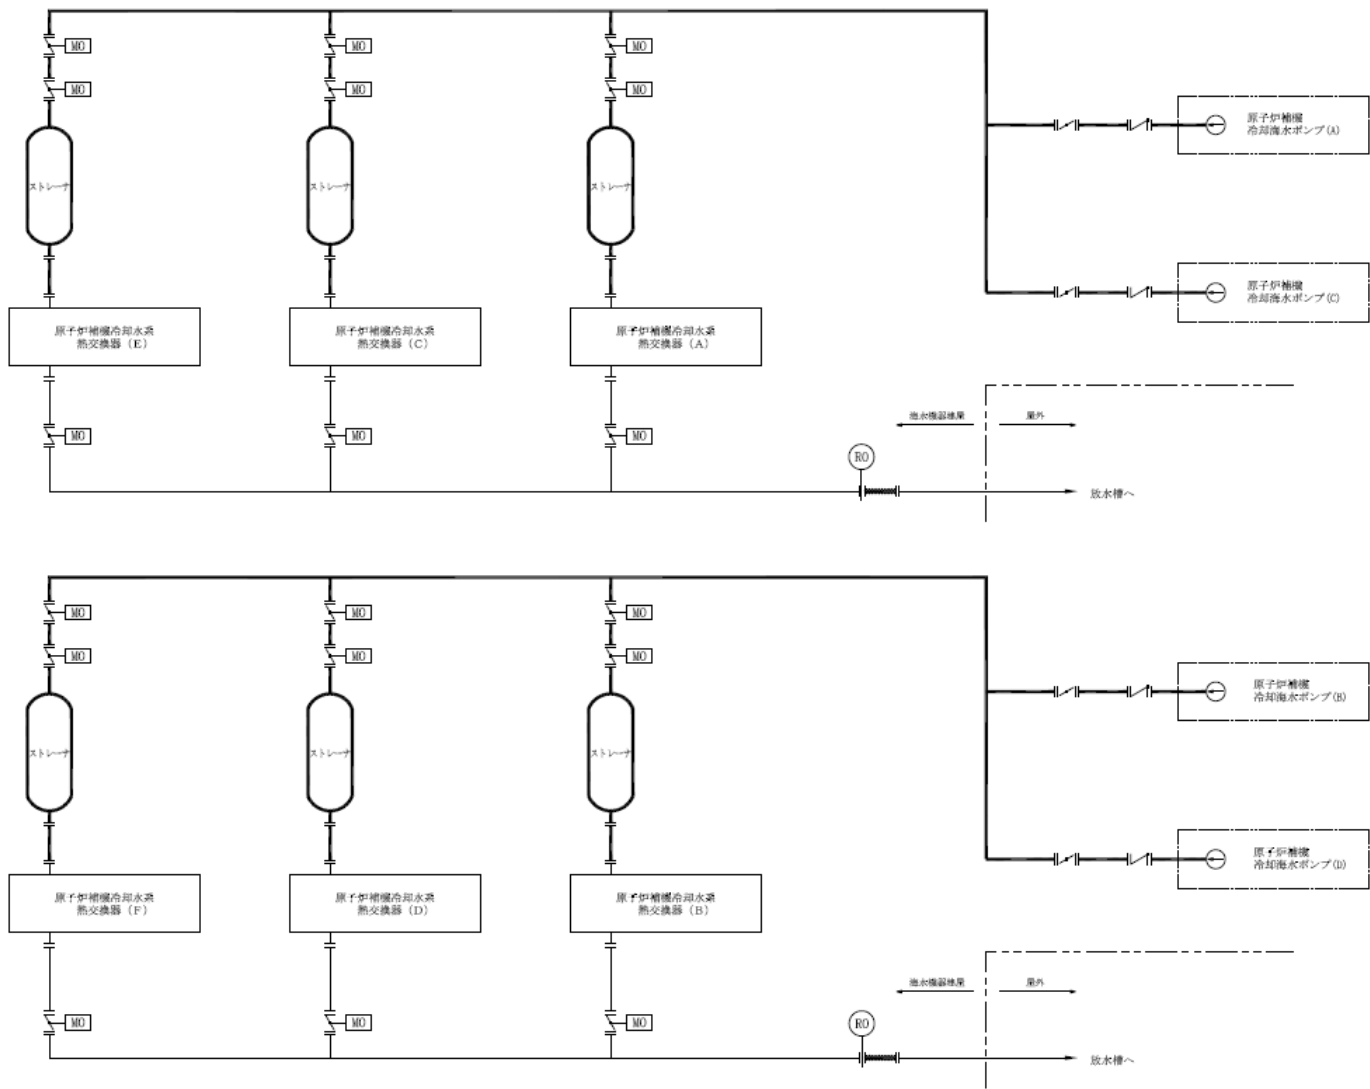 MO
MO
MO
MO
MO
MO
原子炉補機
冷却海水ポンプ(A)
ストレーナ
ストレーナ
ストレーナ
原子炉補機
冷却海水ポンプ(C)
原子炉補機冷却水系
熱交換器（E）
原子炉補機冷却水系
熱交換器（C）
原子炉補機冷却水系
熱交換器（A）
海水機器建屋
屋外
MO
MO
MO
RO
放水槽へ
MO
MO
MO
MO
MO
MO
原子炉補機
冷却海水ポンプ(B)
ストレーナ
ストレーナ
ストレーナ
原子炉補機
冷却海水ポンプ(D)
原子炉補機冷却水系
熱交換器（F）
原子炉補機冷却水系
熱交換器（D）
原子炉補機冷却水系
熱交換器（B）
海水機器建屋
屋外
MO
MO
MO
RO
放水槽へ